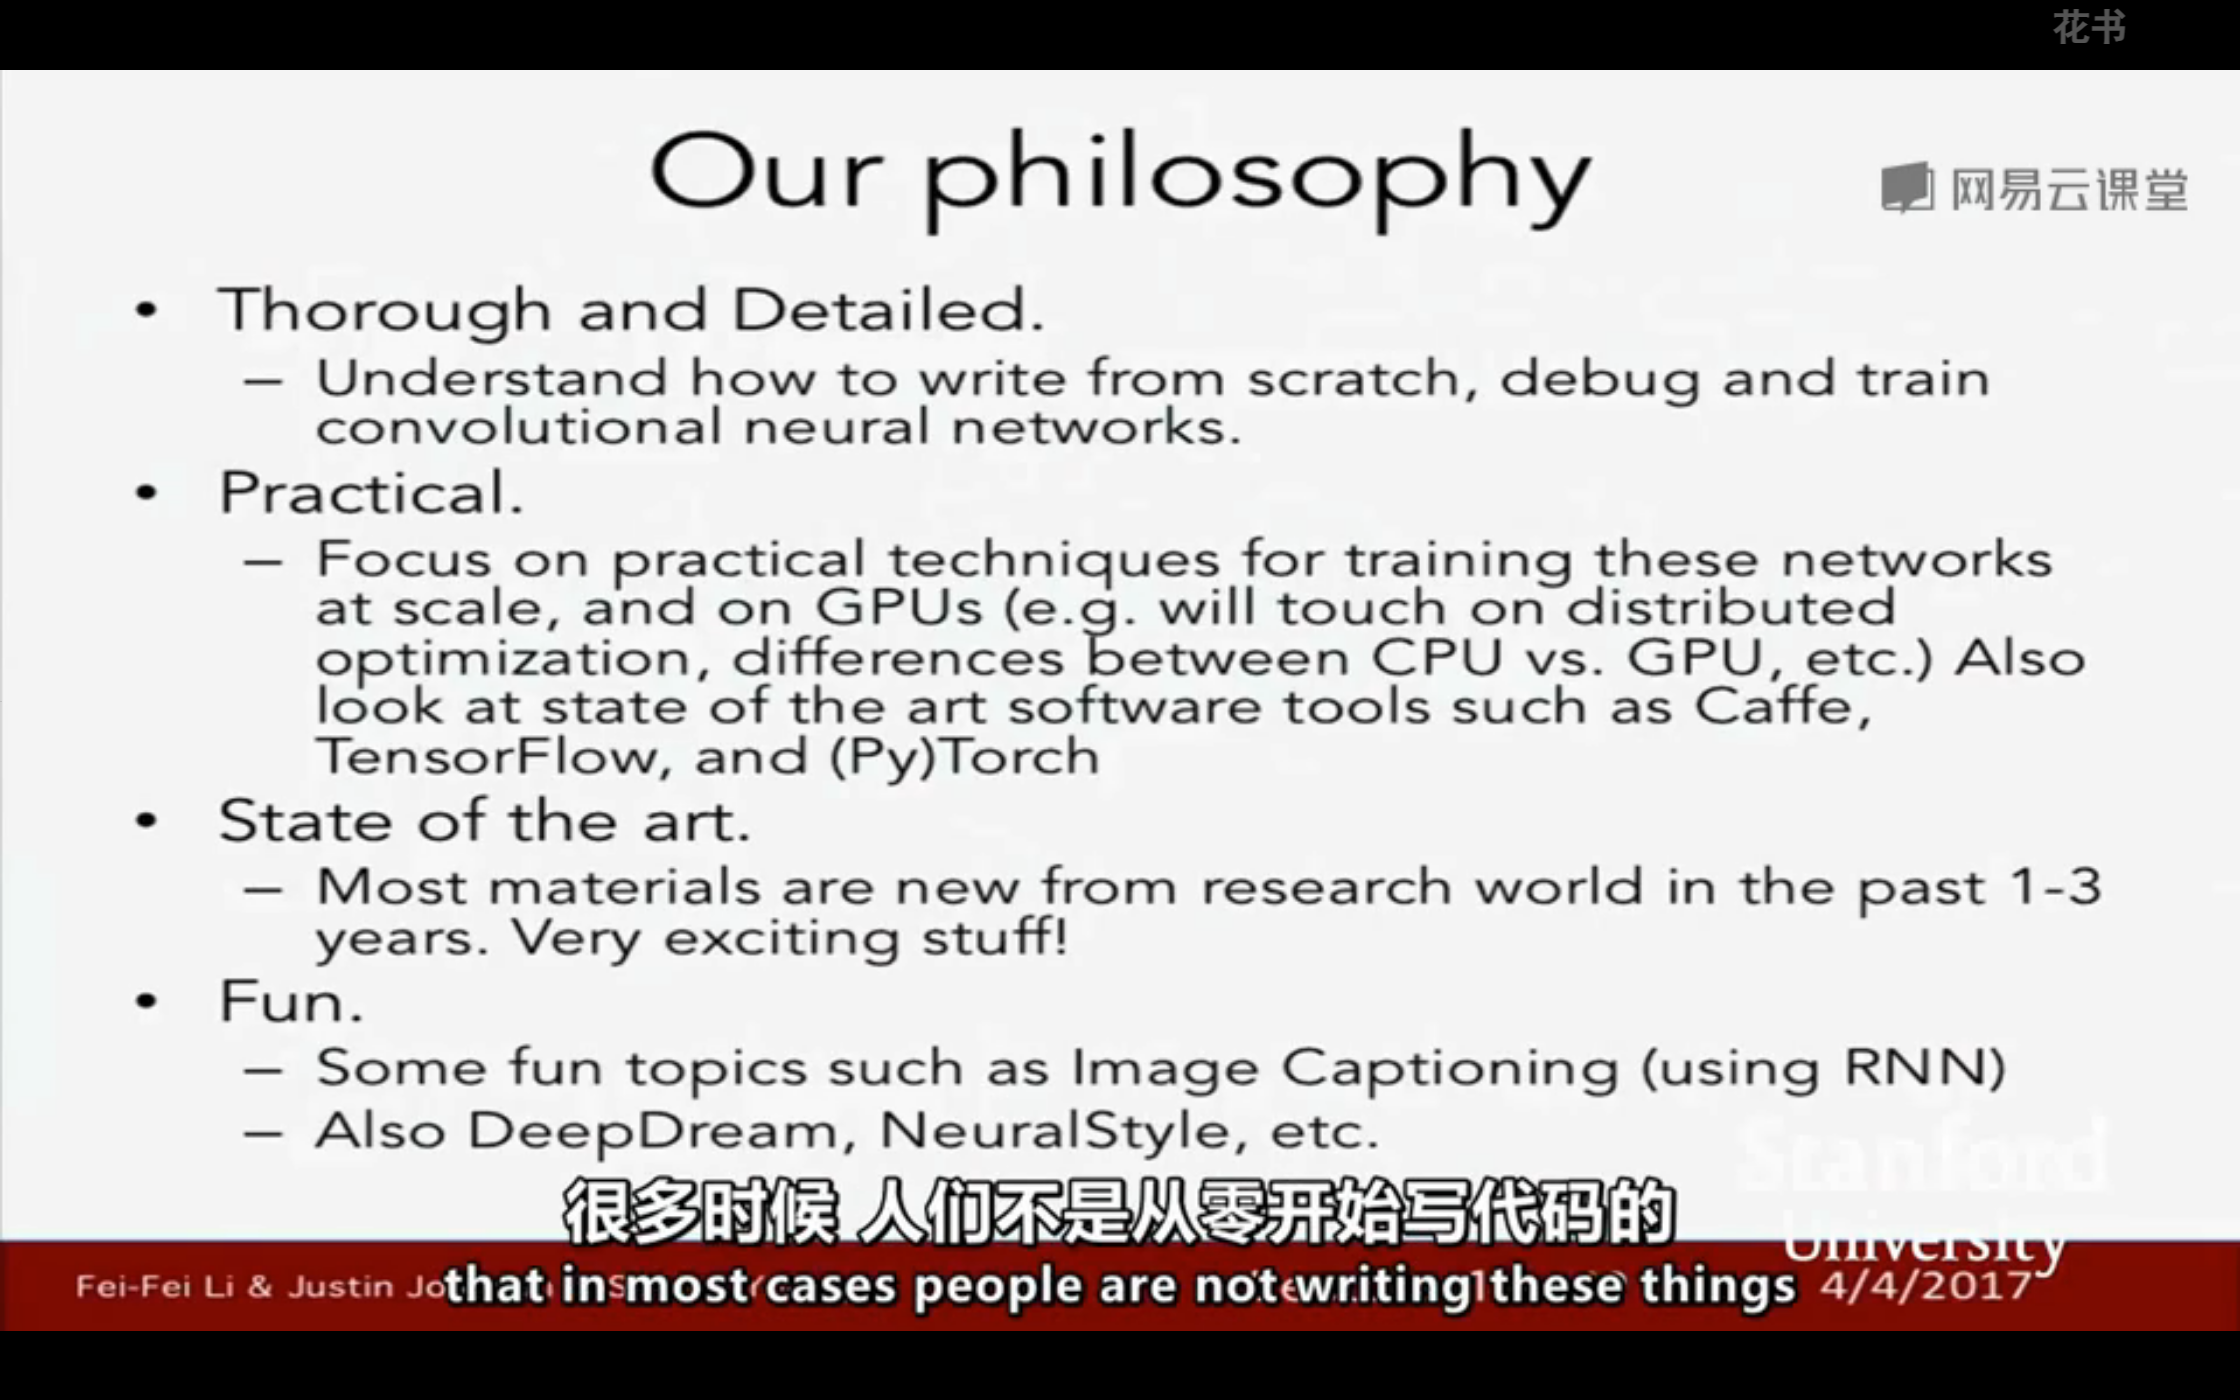 花书
Our philosophy
网易云课堂
• Thorough and Detailed.
– Understand how to write from scratch, debug and train
convolutional neural networks.
• Practical.
– Focus on practical techniques for training these networks
at scale, and on GPUs (e.g. will touch on distributed
optimization, differences between CPU vs. GPU, etc.) Also
look at state of the art software tools such as Caffe,
TensorFlow, and (Py)Torch
• State of the art.
– Most materials are new from research world in the past 1-3
years. Very exciting stuff!
• Fun.
– Some fun topics such as Image Captioning (using RNN)
– Also DeepDream, NeuralStyle, etc.
Stanford
University
很多时候 人们不是从零开始写代码的
Fei-Fei Li & Justin
that in most cases people are not writing these things
4/4/2017